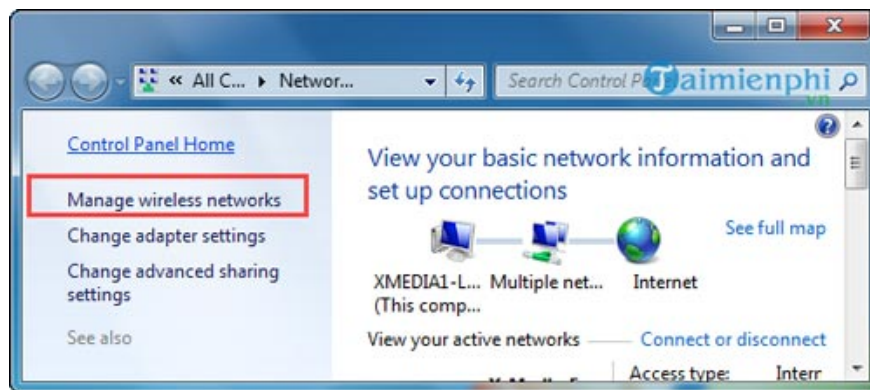 « All C... ▸ Networ...
Search Control P
Taimienphi
vn
Control Panel Home
Manage wireless networks
Change adapter settings
Change advanced sharing
settings
See also
View your basic network information and
set up connections
See full map
XMEDIA1-L...
(This comp...
Multiple net...
Internet
View your active networks
Connect or disconnect
Access type: Interr